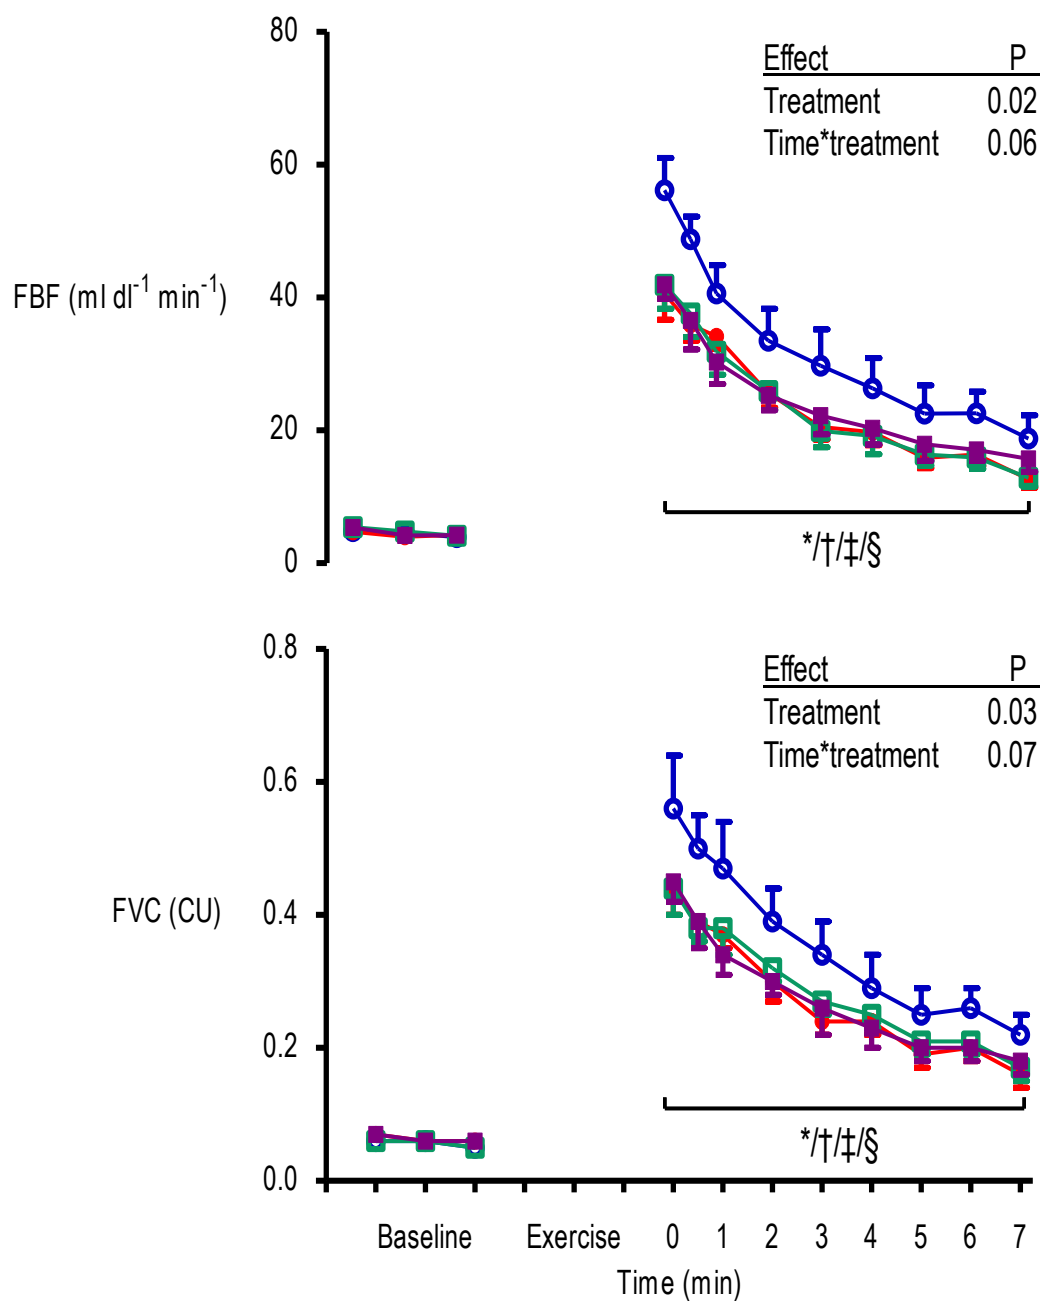 80
60
40
20
0
FBF (ml dl-1 min-1)
Effect P
Treatment 0.02
Time*treatment 0.06
*/†/‡/§
0.8
0.6
0.4
0.2
0.0
FVC (CU)
Effect P
Treatment 0.03
Time*treatment 0.07
*/†/‡/§
Baseline Exercise 0 1 2 3 4 5 6 7
Time (min)